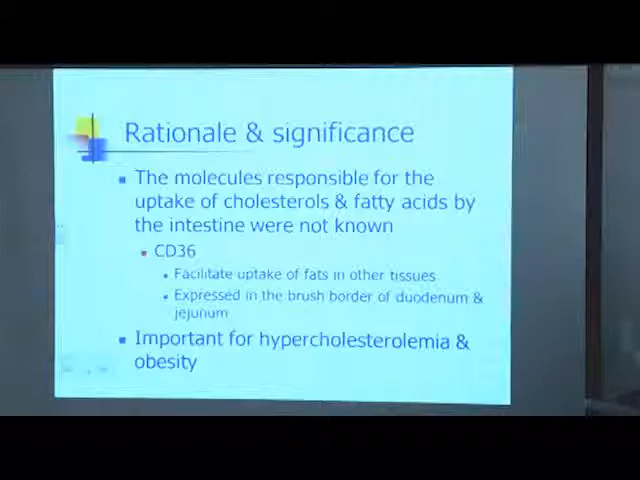 Rationale & significance
The molecules responsible for the
uptake of cholesterols & fatty acids by
the intestine were not known
CD36
Facilitate uptake of fats in other tissues
Expressed in the brush border of duodenum &
jejunum
Important for hypercholesterolemia &
obesity